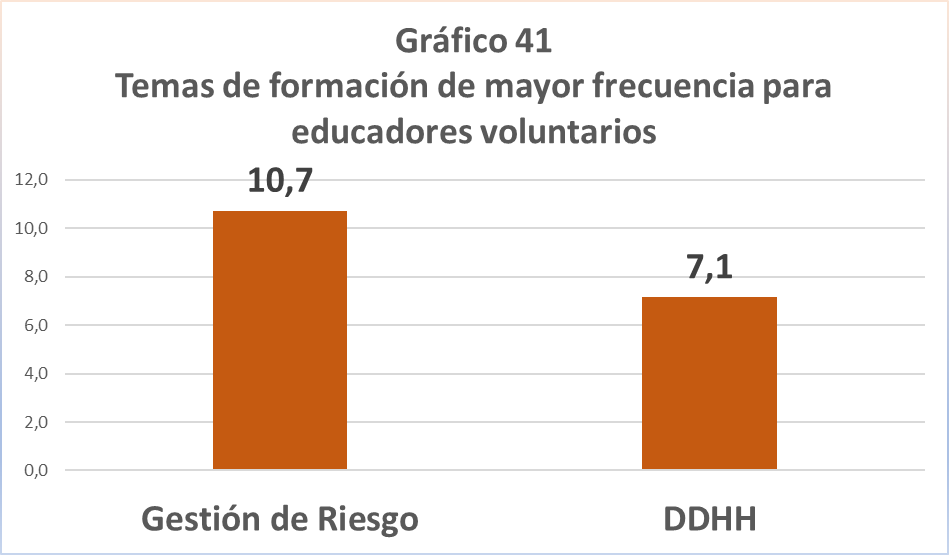 Gráfico 41
Temas de formación de mayor frecuencia para
educadores voluntarios
12,0
10,0
8,0
6,0
4,0
2,0
0,0
10,7
7,1
Gestión de Riesgo
DDHH